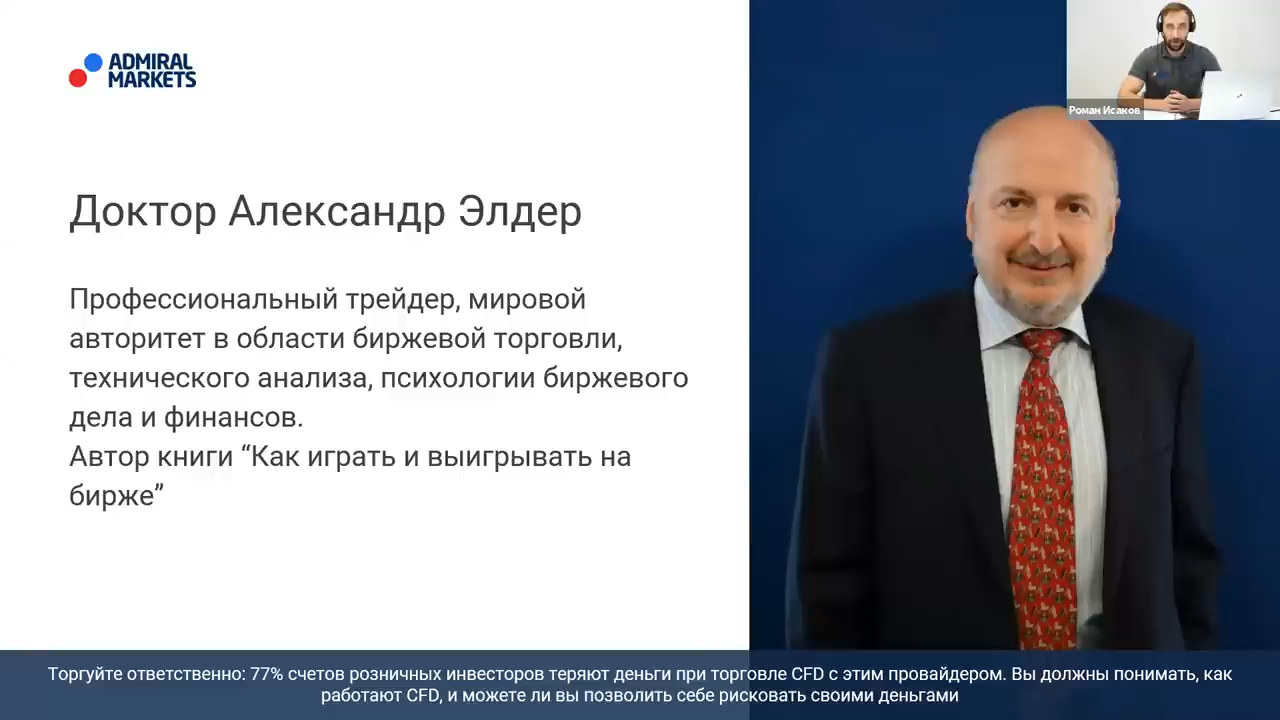 ADMIRAL
MARKETS
Роман Исаков
Доктор Александр Элдер
Профессиональный трейдер, мировой
авторитет в области биржевой торговли,
технического анализа, психологии биржевого
дела и финансов.
Автор книги “Как играть и выигрывать на
бирже”
Торгуйте ответственно: 77% счетов розничных инвесторов теряют деньги при торговле CFD с этим провайдером. Вы должны понимать, как
работают CFD, и можете ли вы позволить себе рисковать своими деньгами